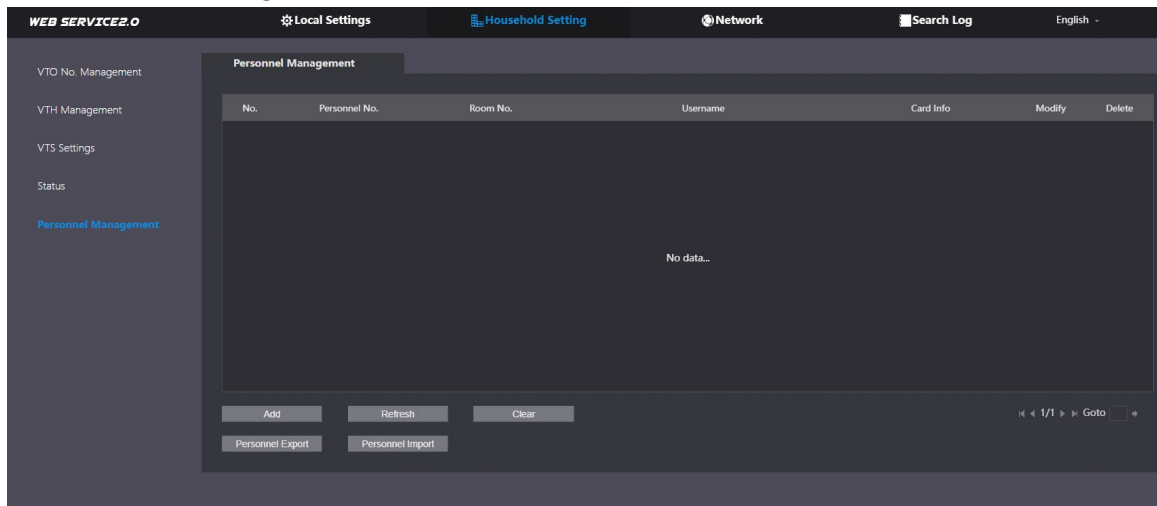 WEB SERVICE2.0 Local Settings Household Setting Network Search Log English
VTO No. Management
VTH Management
VTS Settings
Status
Personnel Management
Personnel Management
No. Personnel No. Room No. Username Card Info Modify Delete
No data...
Add Refresh Clear
1/1 Goto
Personnel Export Personnel Import